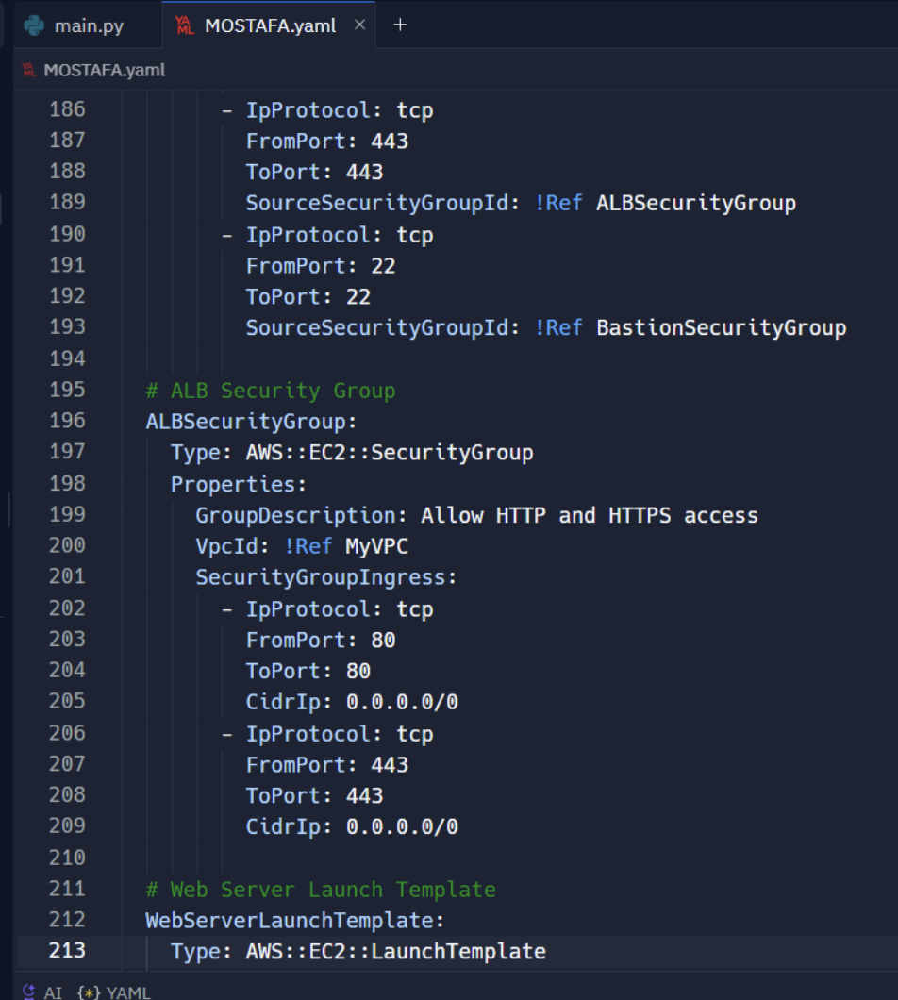 main.py
YAML MOSTAFA.yaml × +
YAML MOSTAFA.yaml
186 - IpProtocol: tcp
187 FromPort: 443
188 ToPort: 443
189 SourceSecurityGroupId: !Ref ALBSecurityGroup
190 - IpProtocol: tcp
191 FromPort: 22
192 ToPort: 22
193 SourceSecurityGroupId: !Ref BastionSecurityGroup
194
195 # ALB Security Group
196 ALBSecurityGroup:
197 Type: AWS::EC2::SecurityGroup
198 Properties:
199 GroupDescription: Allow HTTP and HTTPS access
200 VpcId: !Ref MyVPC
201 SecurityGroupIngress:
202 - IpProtocol: tcp
203 FromPort: 80
204 ToPort: 80
205 CidrIp: 0.0.0.0/0
206 - IpProtocol: tcp
207 FromPort: 443
208 ToPort: 443
209 CidrIp: 0.0.0.0/0
210
211 # Web Server Launch Template
212 WebServerLaunchTemplate:
213 Type: AWS::EC2::LaunchTemplate
AI {*} YAML